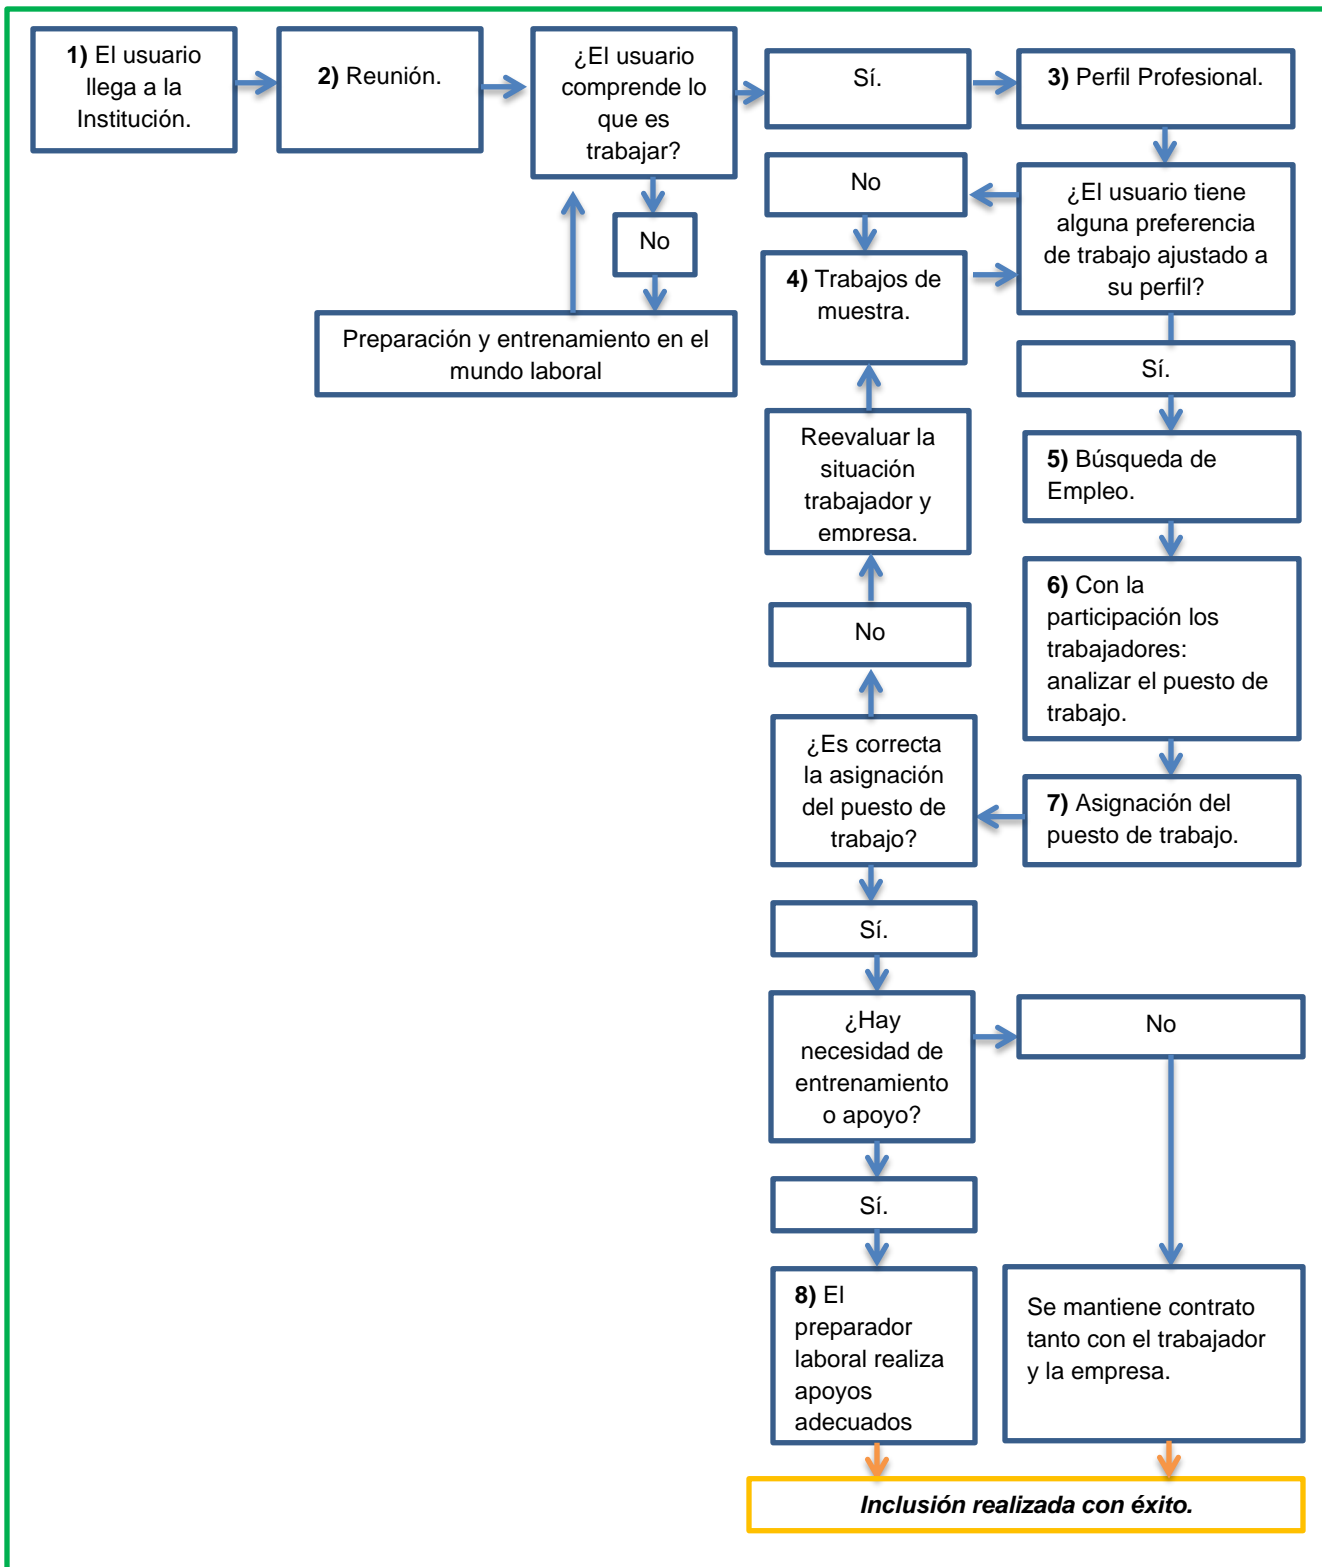 1) El usuario
llega a la
Institución.
2) Reunión.
¿El usuario
comprende lo
que es
trabajar?
Sí.
3) Perfil Profesional.
No
Preparación y entrenamiento en el
mundo laboral
No
¿El usuario tiene
alguna preferencia
de trabajo ajustado a
su perfil?
4) Trabajos de
muestra.
Sí.
Reevaluar la
situación
trabajador y
empresa.
5) Búsqueda de
Empleo.
No
6) Con la
participación los
trabajadores:
analizar el puesto de
trabajo.
¿Es correcta
la asignación
del puesto de
trabajo?
7) Asignación del
puesto de trabajo.
Sí.
¿Hay
necesidad de
entrenamiento
o apoyo?
No
Sí.
8) El
preparador
laboral realiza
apoyos
adecuados
Se mantiene contrato
tanto con el trabajador
y la empresa.
Inclusión realizada con éxito.